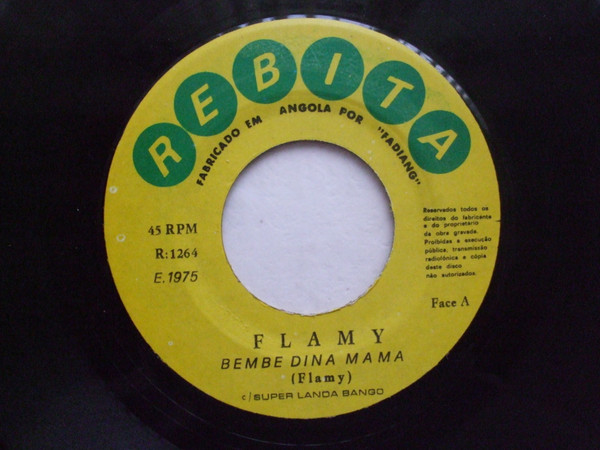 REBITA
FABRICADO EM ANGOLA POR "FADIANG"
45 RPM
R:1264
E.1975
Reservados todos os
direitos do fabricante
e do proprietário
da obra gravada.
Proibidas a execução
pública, transmissão
radiofónica e cópia
deste disco
não autorizados.
Face A
FLAMY
BEMBE DINA MAMA
(Flamy)
c/SUPER LANDA BANGO